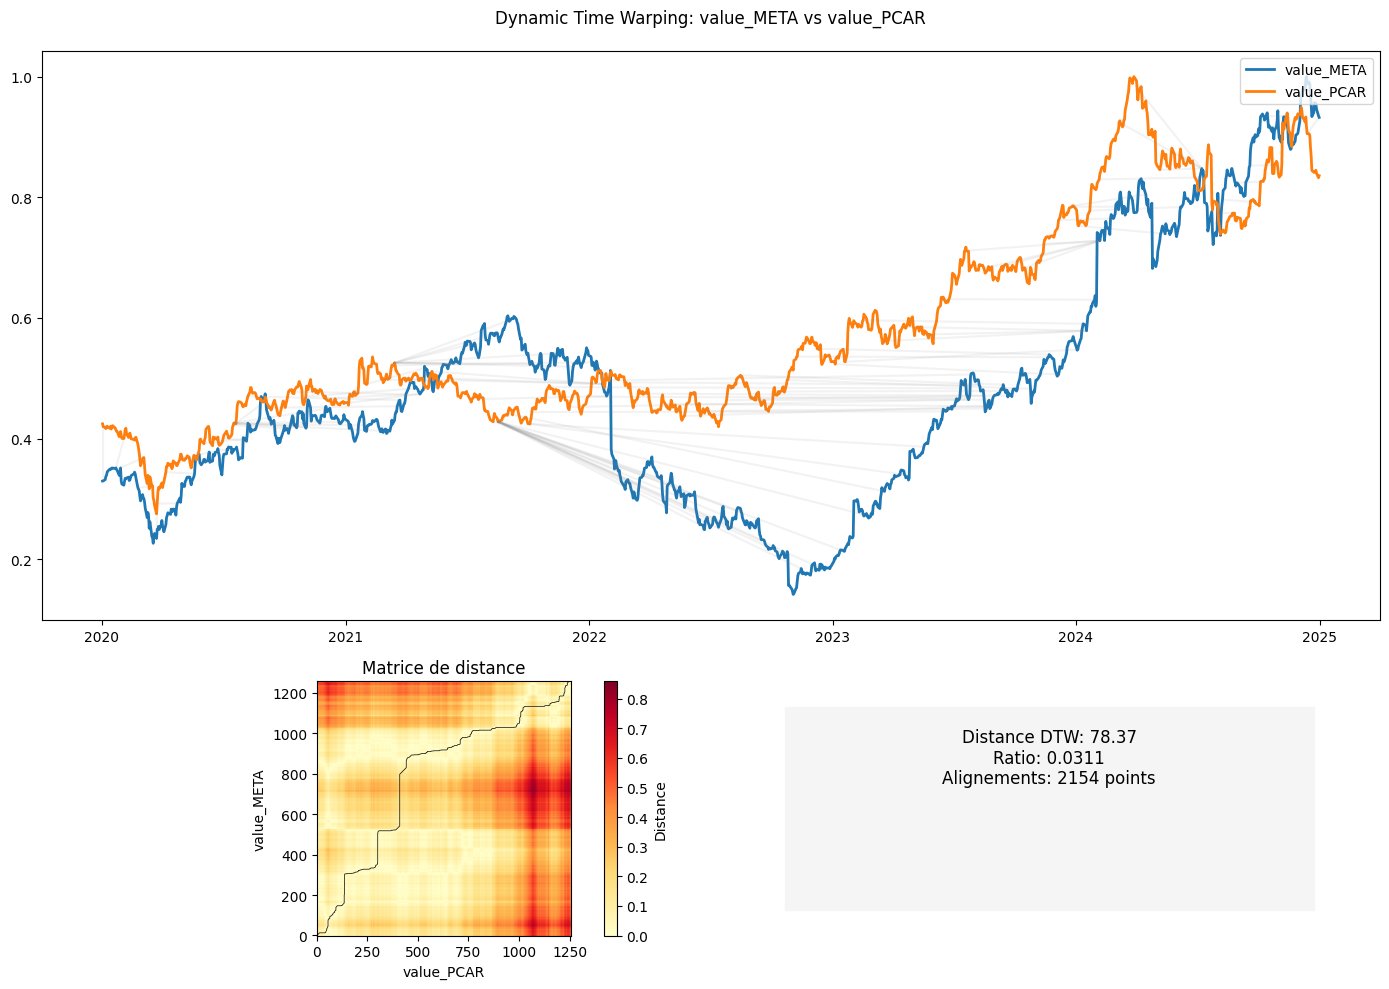 Dynamic Time Warping: value_META vs value_PCAR
value_META
value_PCAR
1.0
0.8
0.6
0.4
0.2
2020 2021 2022 2023 2024 2025
Matrice de distance
value_META
1200
1000
800
600
400
200
0
0 250 500 750 1000 1250
value_PCAR
0.8
0.7
0.6
0.5
0.4
0.3
0.2
0.1
0.0
Distance
Distance DTW: 78.37
Ratio: 0.0311
Alignements: 2154 points